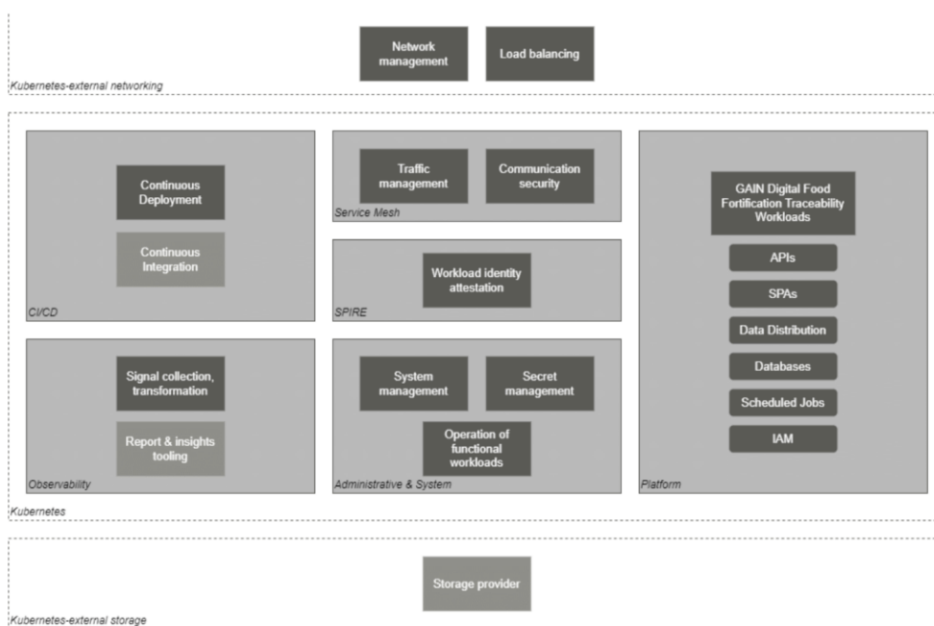 Network
management
Load balancing
Kubernetes-external networking
Continuous
Deployment
Continuous
Integration
CI/CD
Traffic
management
Communication
security
Service Mesh
Workload identity
attestation
SPIRE
GAIN Digital Food
Fortification Traceability
Workloads
APIs
SPAs
Data Distribution
Databases
Scheduled Jobs
IAM
Platform
Signal collection,
transformation
Report & insights
tooling
Observability
System
management
Secret
management
Operation of
functional
workloads
Administrative & System
Kubernetes
Storage provider
Kubernetes-external storage